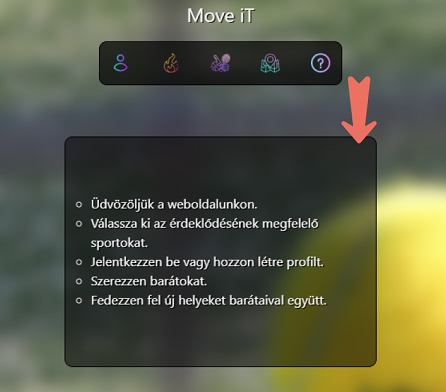 Move iT
Üdvözöljük a weboldalunkon.
Válassza ki az érdeklődésének megfelelő
sportokat.
Jelentkezzen be vagy hozzon létre profilt.
Szerezzen barátokat.
Fedezzen fel új helyeket barátaival együtt.